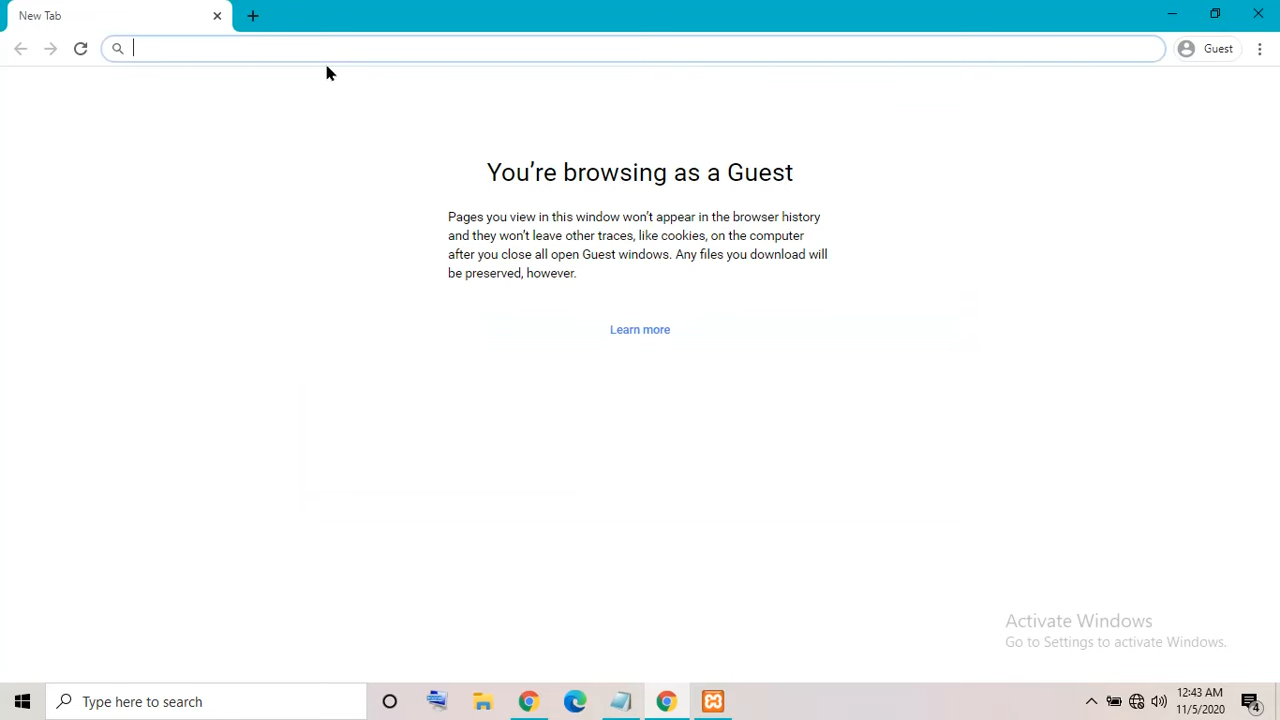 New Tab
Guest
You're browsing as a Guest
Pages you view in this window won't appear in the browser history
and they won't leave other traces, like cookies, on the computer
after you close all open Guest windows. Any files you download will
be preserved, however.
Learn more
Activate Windows
Go to Settings to activate Windows.
Type here to search
12:43 AM
11/5/2020
4